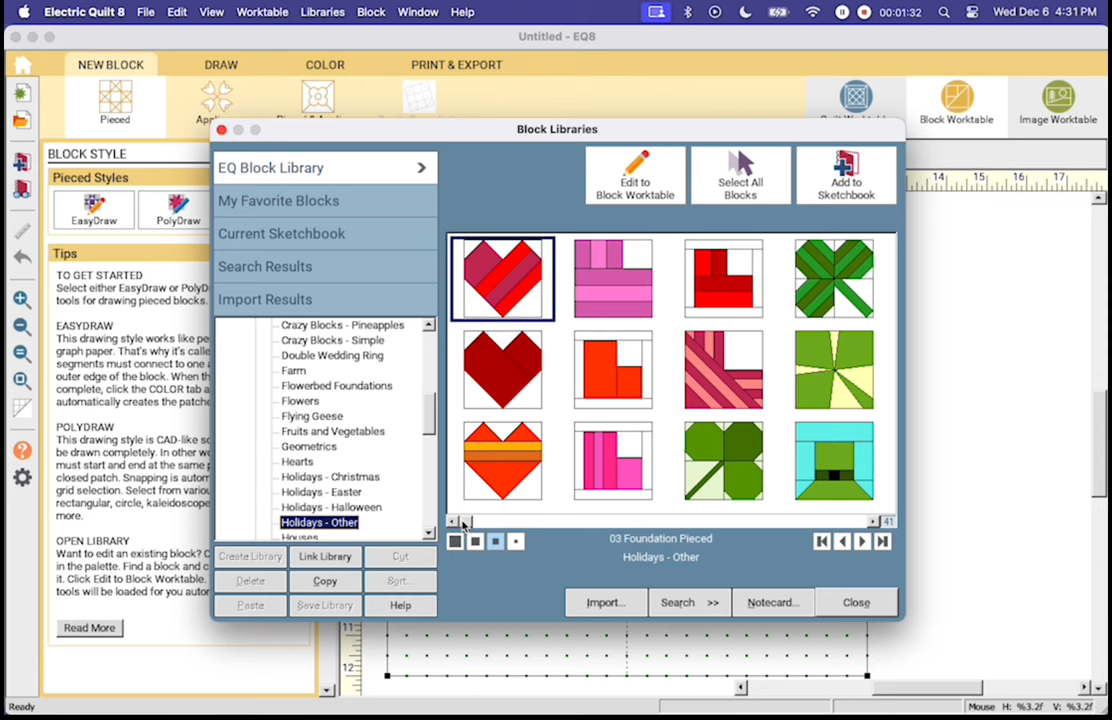 Electric Quilt 8 File Edit View Worktable Libraries Block Window Help 00:01:32 Wed Dec 6 4:31 PM
Untitled - EQ8
NEW BLOCK DRAW COLOR PRINT & EXPORT
Pieced
Block Worktable Image Worktable
Block Libraries
BLOCK STYLE
Pieced Styles
EasyDraw PolyDraw
Tips
TO GET STARTED
Select either EasyDraw or PolyD
tools for drawing pieced blocks.
EASYDRAW
This drawing style works like pe
graph paper. That's why it's calle
segments must connect to one
outer edge of the block. When th
complete, click the COLOR tab a
automatically creates the patche
POLYDRAW
This drawing style is CAD-like so
be drawn completely. In other wo
must start and end at the same p
closed patch. Snapping is autom
grid selection. Select from variou
rectangular, circle, kaleidoscope
more.
OPEN LIBRARY
Want to edit an existing block? C
in the palette. Find a block and c
it. Click Edit to Block Worktable.
tools will be loaded for you autor
Read More
EQ Block Library
My Favorite Blocks
Current Sketchbook
Search Results
Import Results
Crazy Blocks - Pineapples
Crazy Blocks - Simple
Double Wedding Ring
Farm
Flowerbed Foundations
Flowers
Flying Geese
Fruits and Vegetables
Geometrics
Hearts
Holidays - Christmas
Holidays - Easter
Holidays - Halloween
Holidays - Other
Houses
Create Library Link Library Cut
Delete Copy Sort...
Paste Save Library Help
Edit to
Block Worktable
Select All
Blocks
Add to
Sketchbook
41
03 Foundation Pieced
Holidays - Other
Import... Search >> Notecard... Close
14 15 16 17
11
12
Ready Mouse H: %3.2f V: %3.2f